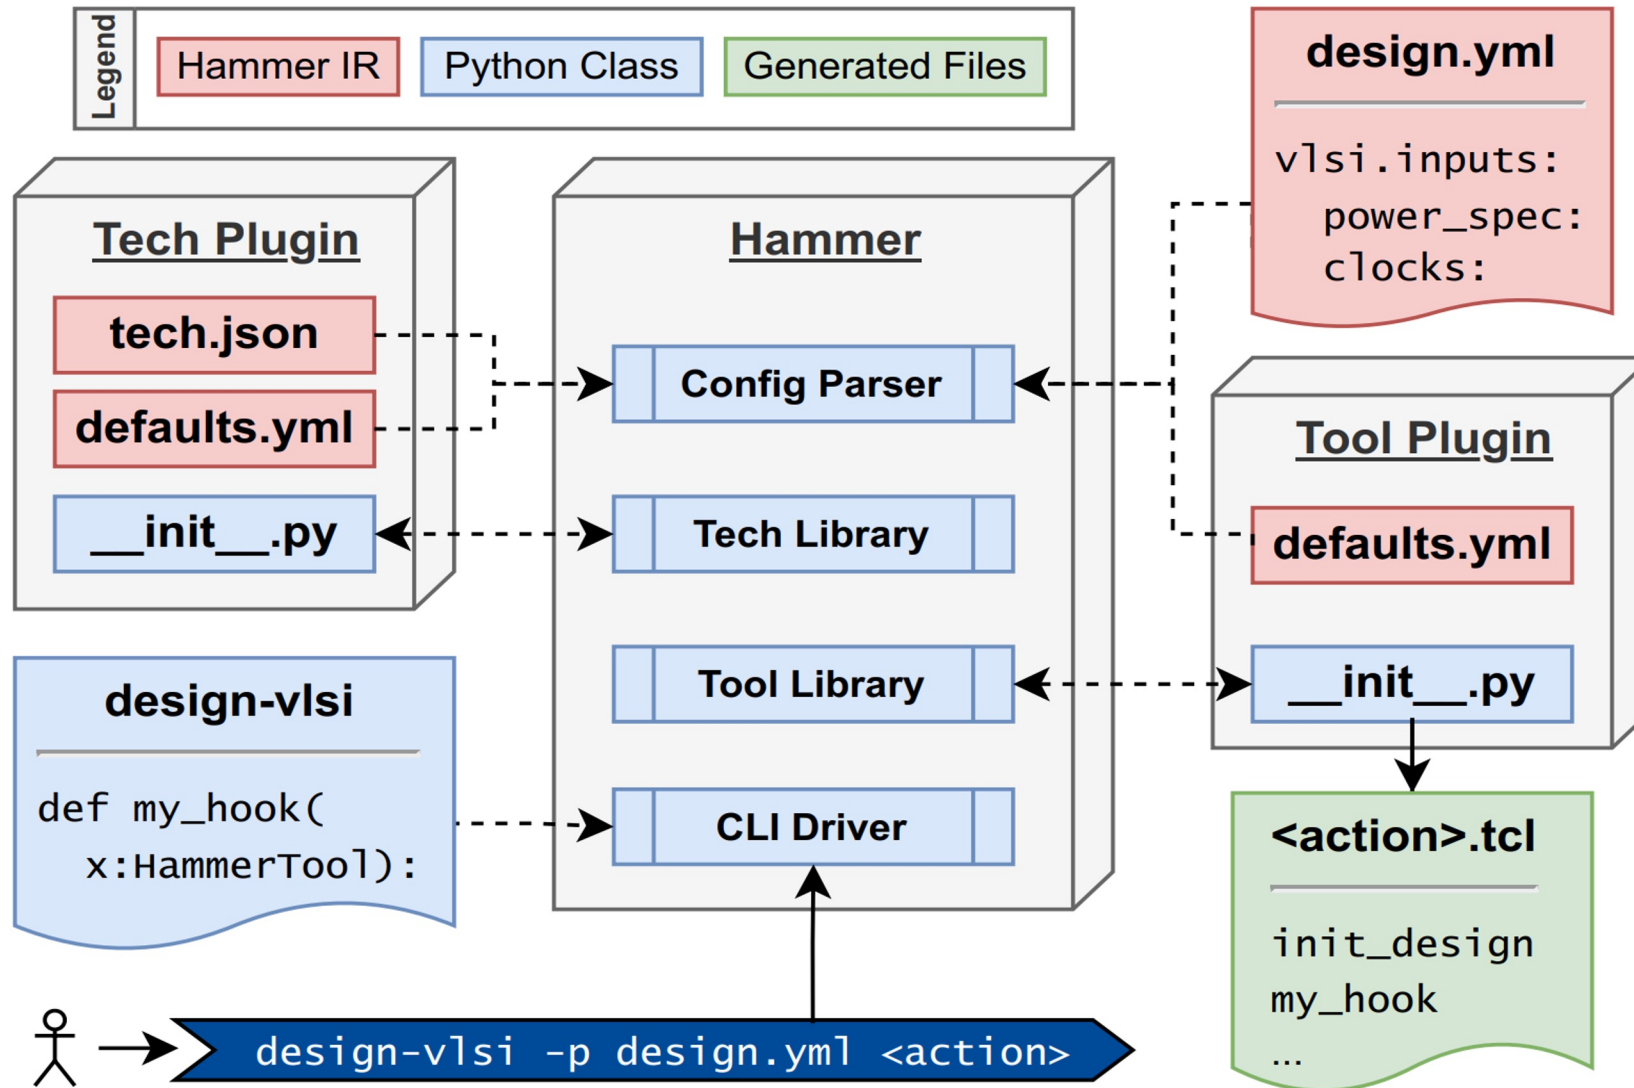 Legend
Hammer IR
Python Class
Generated Files
design.yml
vlsi.inputs:
power_spec:
clocks:
Tech Plugin
tech.json
defaults.yml
__init__.py
Hammer
Config Parser
Tech Library
Tool Library
CLI Driver
Tool Plugin
defaults.yml
__init__.py
design-vlsi
def my_hook(
x:HammerTool):
<action>.tcl
init_design
my_hook
...
design-vlsi -p design.yml <action>